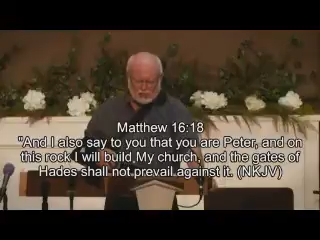 Matthew 16:18
"And I also say to you that you are Peter, and on
this rock I will build My church, and the gates of
Hades shall not prevail against it. (NKJV)